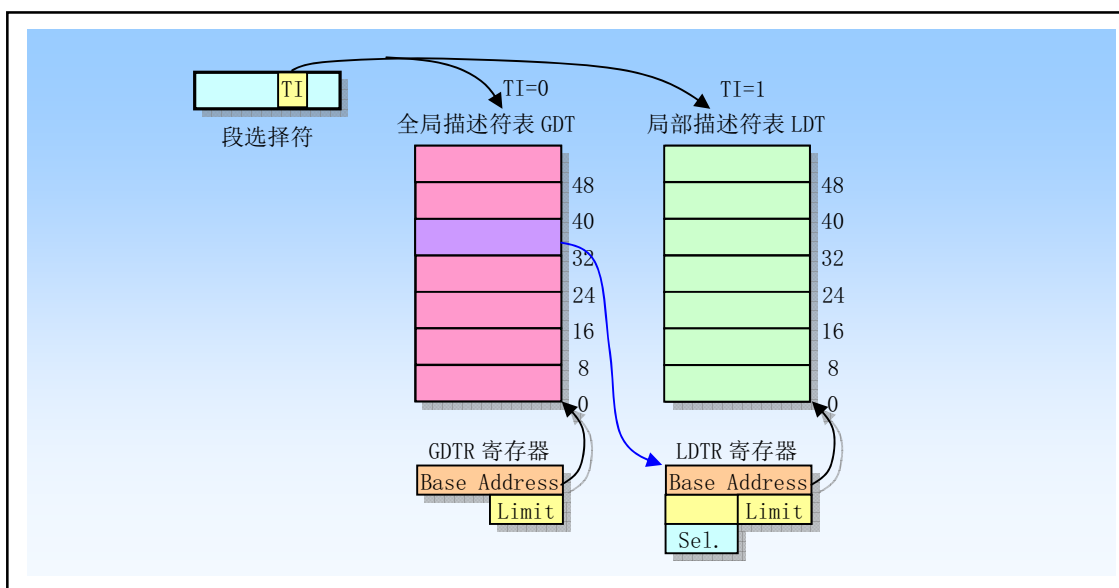 TI
段选择符
TI=0
TI=1
全局描述符表 GDT
局部描述符表 LDT
48
40
32
24
16
8
0
48
40
32
24
16
8
0
GDTR 寄存器
Base Address
Limit
LDTR 寄存器
Base Address
Limit
Sel.